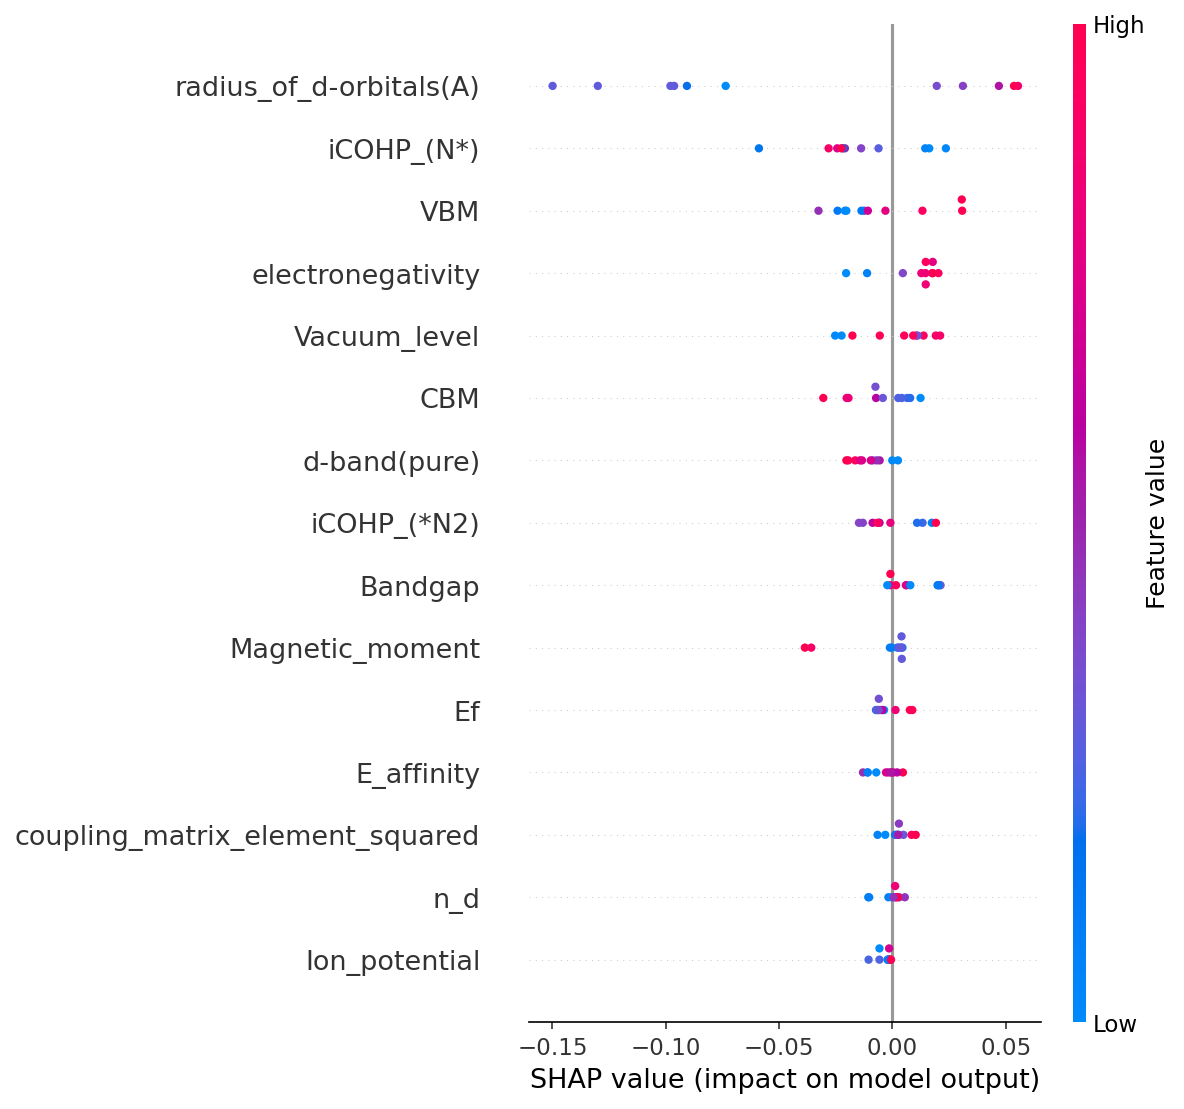 High
radius_of_d-orbitals(A)
iCOHP_(N*)
VBM
electronegativity
Vacuum_level
CBM
d-band(pure)
iCOHP_(*N2)
Bandgap
Magnetic_moment
Ef
E_affinity
coupling_matrix_element_squared
n_d
Ion_potential
Feature value
Low
−0.15 −0.10 −0.05 0.00 0.05
SHAP value (impact on model output)